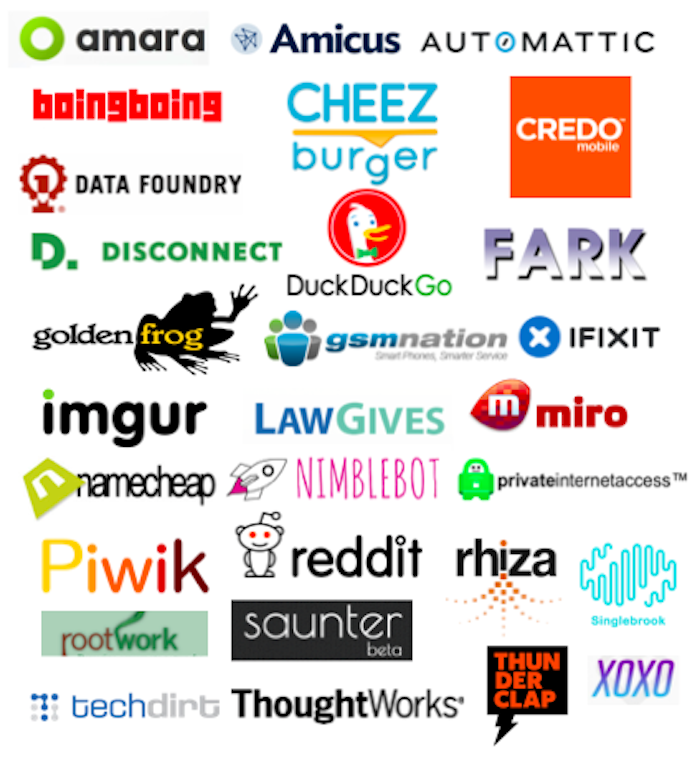 amara
Amicus
AUTOMATTIC
boingboing
CHEEZ
burger
CREDO™
mobile
1
DATA FOUNDRY
D.
DISCONNECT
DuckDuckGo
FARK
goldenfrog
gsmnation
Smart Phones, Smarter Service
IFIXIT
imgur
LAWGIVES
m miro
n namecheap
NIMBLEBOT
privateinternetaccess™
Piwik
reddit
rhiza
Singlebrook
rootwork
saunter
beta
THUN
DER
CLAP
XOXO
techdirt
ThoughtWorks®